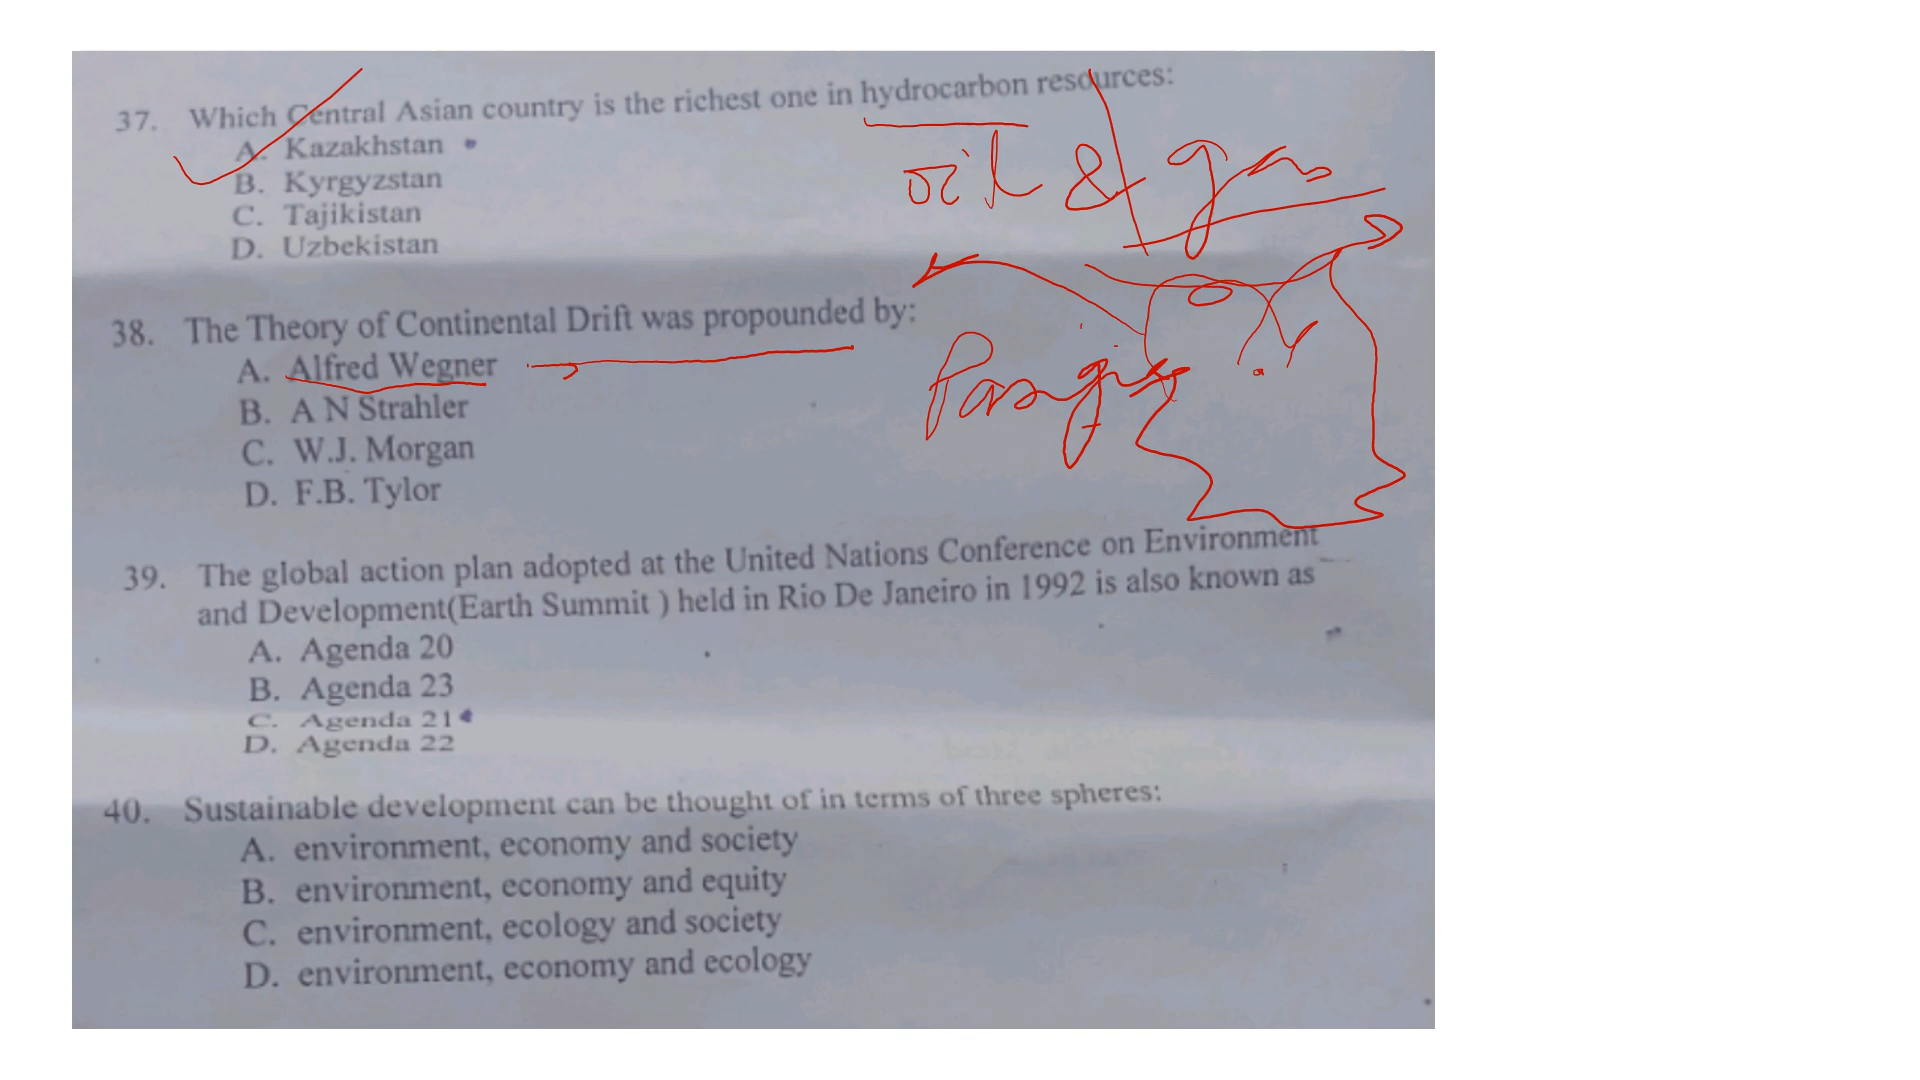 37. Which Central Asian country is the richest one in hydrocarbon resources:
A. Kazakhstan
B. Kyrgyzstan
C. Tajikistan
D. Uzbekistan
oil & gas
38. The Theory of Continental Drift was propounded by:
A. Alfred Wegner
B. A N Strahler
C. W.J. Morgan
D. F.B. Tylor
39. The global action plan adopted at the United Nations Conference on Environment
and Development(Earth Summit ) held in Rio De Janeiro in 1992 is also known as
A. Agenda 20
B. Agenda 23
C. Agenda 21
D. Agenda 22
40. Sustainable development can be thought of in terms of three spheres:
A. environment, economy and society
B. environment, economy and equity
C. environment, ecology and society
D. environment, economy and ecology